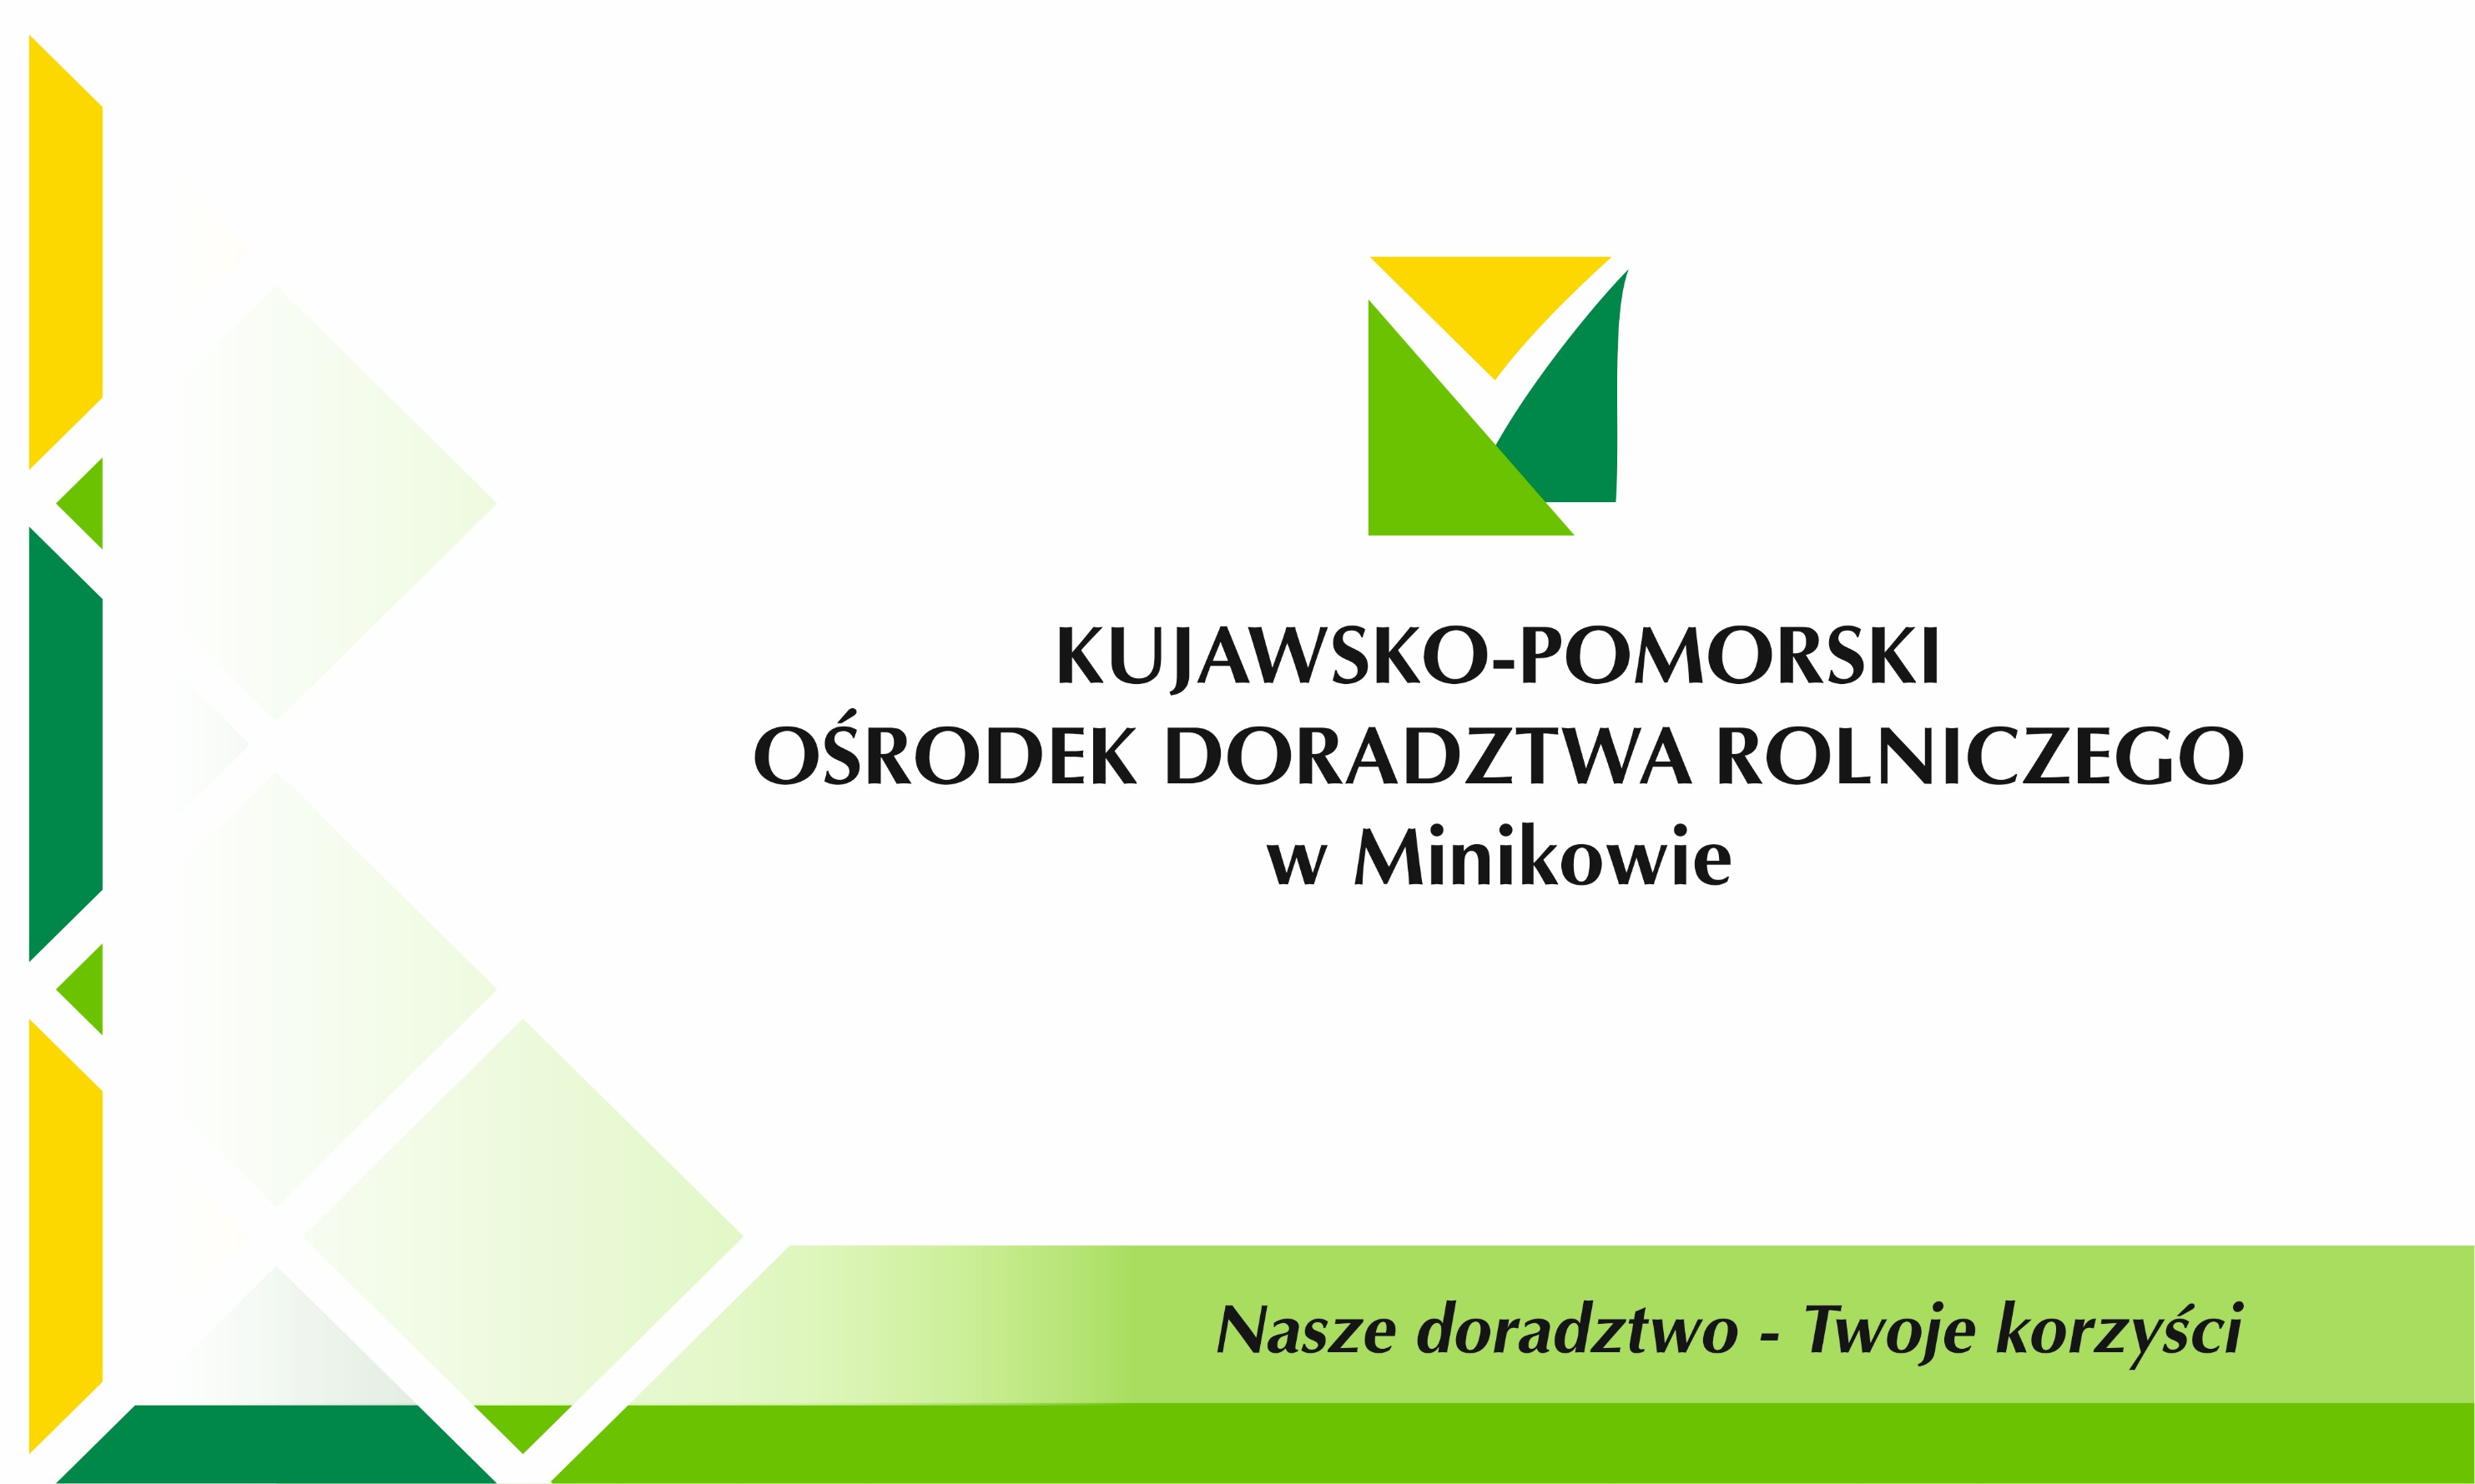 KUJAWSKO-POMORSKI
OŚRODEK DORADZTWA ROLNICZEGO
w Minikowie
Nasze doradztwo - Twoje korzyści